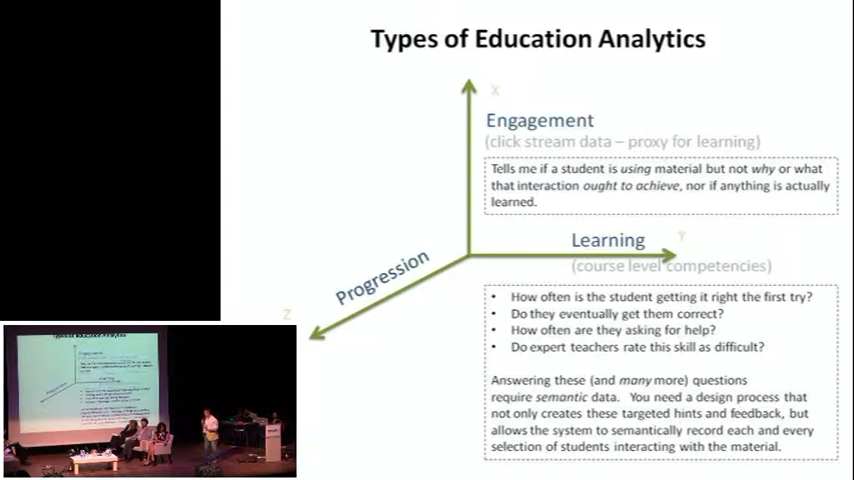 Types of Education Analytics
X
Engagement
(click stream data – proxy for learning)
Tells me if a student is using material but not why or what
that interaction ought to achieve, nor if anything is actually
learned.
Learning
Y
(course level competencies)
Progression
Z
• How often is the student getting it right the first try?
• Do they eventually get them correct?
• How often are they asking for help?
• Do expert teachers rate this skill as difficult?
Answering these (and many more) questions
require semantic data. You need a design process that
not only creates these targeted hints and feedback, but
allows the system to semantically record each and every
selection of students interacting with the material.
Types of Education Analytics
Engagement